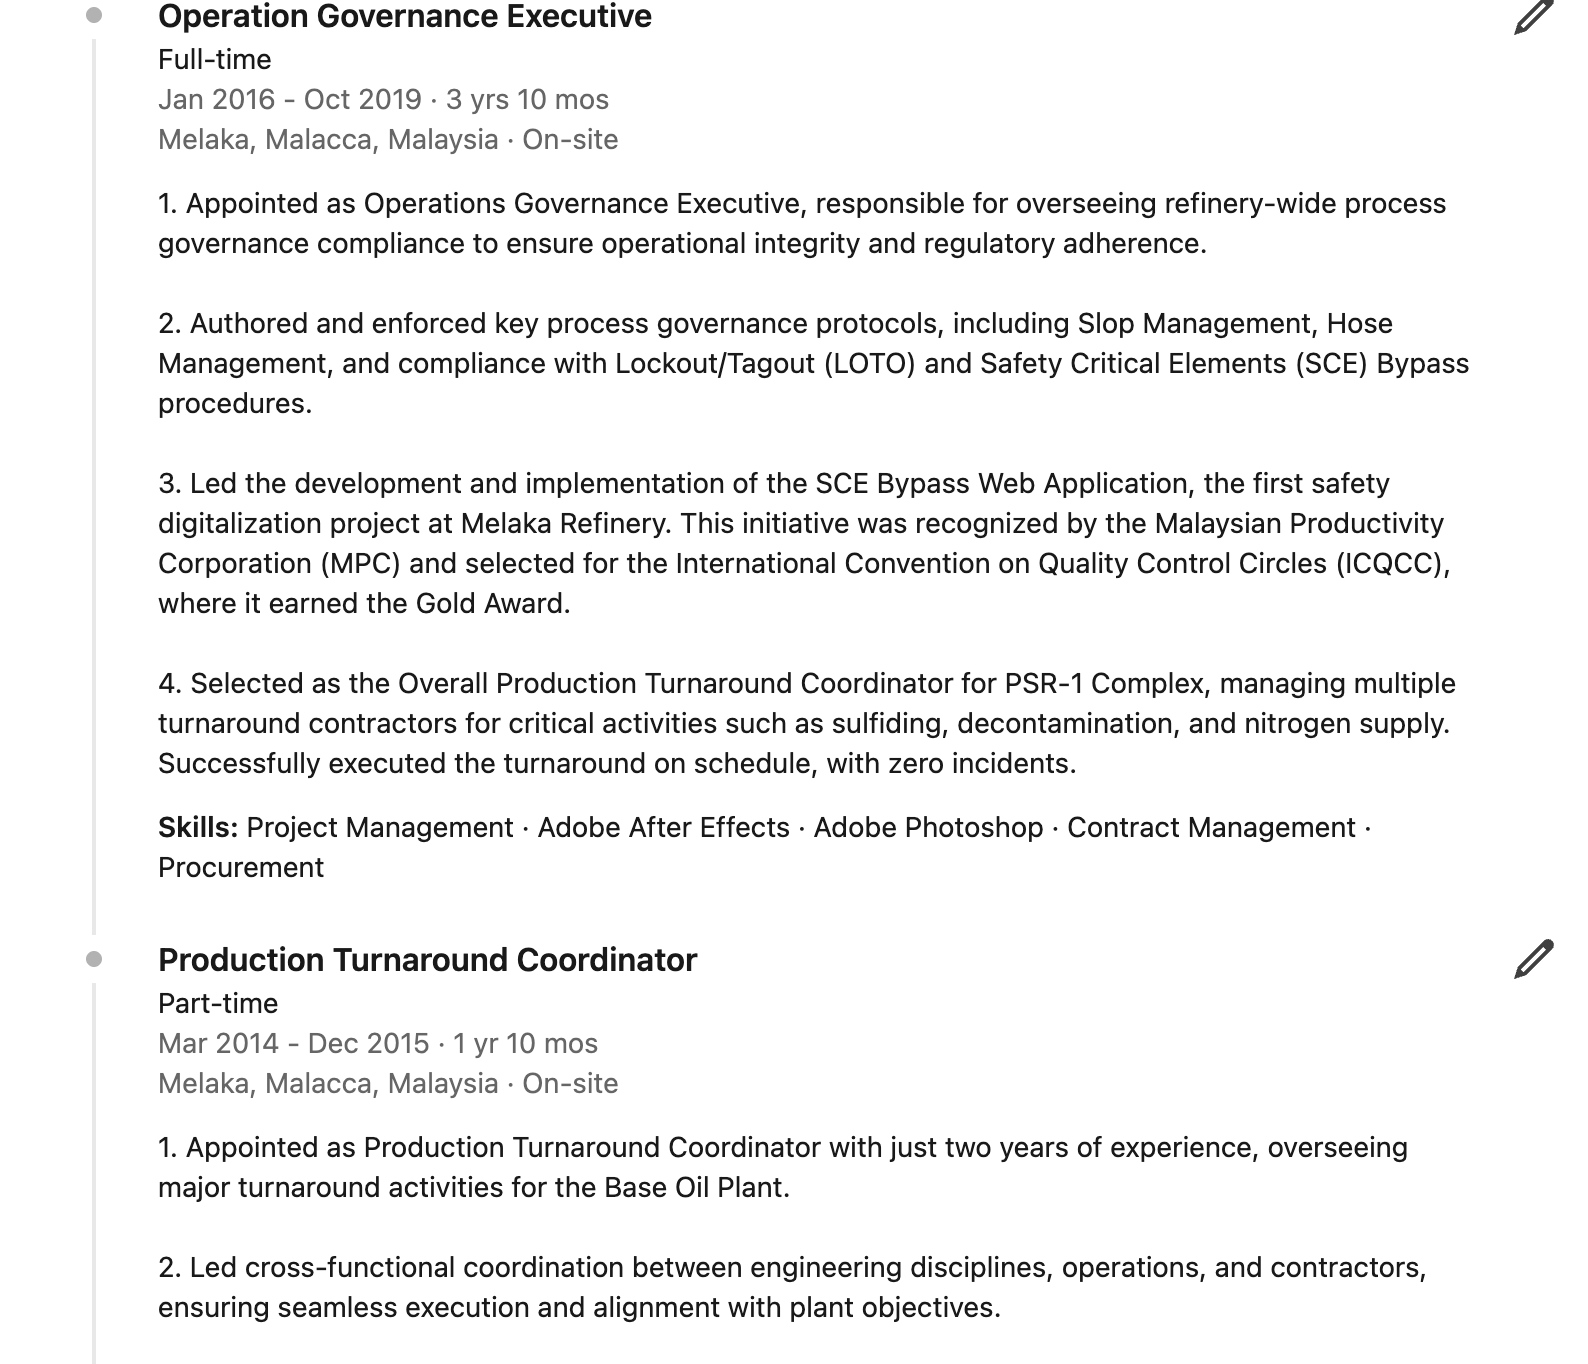 Operation Governance Executive
Full-time
Jan 2016 - Oct 2019 · 3 yrs 10 mos
Melaka, Malacca, Malaysia · On-site
1. Appointed as Operations Governance Executive, responsible for overseeing refinery-wide process
governance compliance to ensure operational integrity and regulatory adherence.
2. Authored and enforced key process governance protocols, including Slop Management, Hose
Management, and compliance with Lockout/Tagout (LOTO) and Safety Critical Elements (SCE) Bypass
procedures.
3. Led the development and implementation of the SCE Bypass Web Application, the first safety
digitalization project at Melaka Refinery. This initiative was recognized by the Malaysian Productivity
Corporation (MPC) and selected for the International Convention on Quality Control Circles (ICQCC),
where it earned the Gold Award.
4. Selected as the Overall Production Turnaround Coordinator for PSR-1 Complex, managing multiple
turnaround contractors for critical activities such as sulfiding, decontamination, and nitrogen supply.
Successfully executed the turnaround on schedule, with zero incidents.
Skills: Project Management · Adobe After Effects · Adobe Photoshop · Contract Management ·
Procurement
Production Turnaround Coordinator
Part-time
Mar 2014 - Dec 2015 · 1 yr 10 mos
Melaka, Malacca, Malaysia · On-site
1. Appointed as Production Turnaround Coordinator with just two years of experience, overseeing
major turnaround activities for the Base Oil Plant.
2. Led cross-functional coordination between engineering disciplines, operations, and contractors,
ensuring seamless execution and alignment with plant objectives.